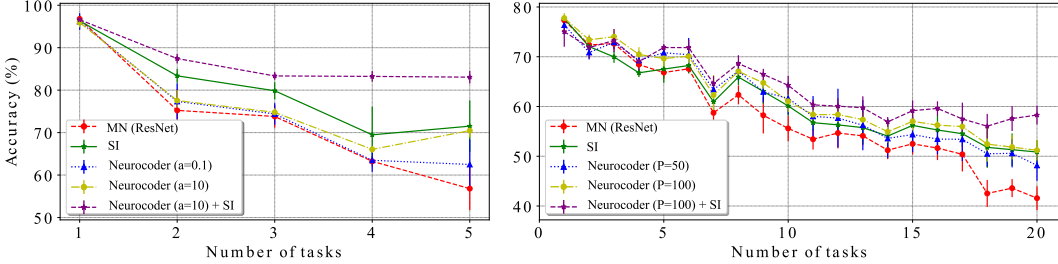 100
90
80
70
60
50
Accuracy (%)
MN (ResNet)
SI
Neurocoder (a=0.1)
Neurocoder (a=10)
Neurocoder (a=10) + SI
1 2 3 4 5
Number of tasks
80
70
60
50
40
MN (ResNet)
SI
Neurocoder (P=50)
Neurocoder (P=100)
Neurocoder (P=100) + SI
0 5 10 15 20
Number of tasks